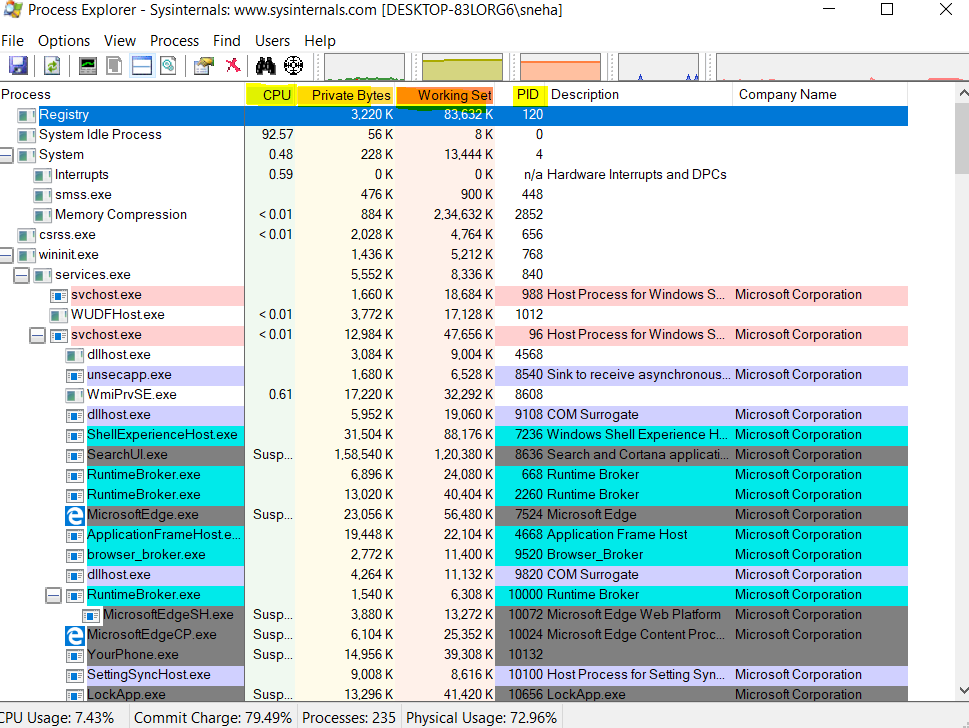 Process Explorer - Sysinternals: www.sysinternals.com [DESKTOP-83LORG6\sneha]
File Options View Process Find Users Help
Process CPU Private Bytes Working Set PID Description Company Name
Registry 3,220 K 83,632 K 120
System Idle Process 92.57 56 K 8 K 0
System 0.48 228 K 13,444 K 4
Interrupts 0.59 0 K 0 K n/a Hardware Interrupts and DPCs
smss.exe 476 K 900 K 448
Memory Compression < 0.01 884 K 2,34,632 K 2852
csrss.exe < 0.01 2,028 K 4,764 K 656
wininit.exe 1,436 K 5,212 K 768
services.exe 5,552 K 8,336 K 840
svchost.exe 1,660 K 18,684 K 988 Host Process for Windows S... Microsoft Corporation
WUDFHost.exe < 0.01 3,772 K 17,128 K 1012
svchost.exe < 0.01 12,984 K 47,656 K 96 Host Process for Windows S... Microsoft Corporation
dllhost.exe 3,084 K 9,004 K 4568
unsecapp.exe 1,680 K 6,528 K 8540 Sink to receive asynchronous... Microsoft Corporation
WmiPrvSE.exe 0.61 17,220 K 32,292 K 8608
dllhost.exe 5,952 K 19,060 K 9108 COM Surrogate Microsoft Corporation
ShellExperienceHost.exe 31,504 K 88,176 K 7236 Windows Shell Experience H... Microsoft Corporation
SearchUI.exe Susp... 1,58,540 K 1,20,380 K 8636 Search and Cortana applicati... Microsoft Corporation
RuntimeBroker.exe 6,896 K 24,080 K 668 Runtime Broker Microsoft Corporation
RuntimeBroker.exe 13,020 K 40,404 K 2260 Runtime Broker Microsoft Corporation
MicrosoftEdge.exe Susp... 23,056 K 56,480 K 7524 Microsoft Edge Microsoft Corporation
ApplicationFrameHost.e... 19,448 K 22,104 K 4668 Application Frame Host Microsoft Corporation
browser_broker.exe 2,772 K 11,400 K 9520 Browser_Broker Microsoft Corporation
dllhost.exe 4,264 K 11,132 K 9820 COM Surrogate Microsoft Corporation
RuntimeBroker.exe 1,540 K 6,308 K 10000 Runtime Broker Microsoft Corporation
MicrosoftEdgeSH.exe Susp... 3,880 K 13,272 K 10072 Microsoft Edge Web Platform Microsoft Corporation
MicrosoftEdgeCP.exe Susp... 6,104 K 25,352 K 10024 Microsoft Edge Content Proc... Microsoft Corporation
YourPhone.exe Susp... 14,956 K 39,308 K 10132
SettingSyncHost.exe 9,008 K 8,616 K 10100 Host Process for Setting Syn... Microsoft Corporation
LockApp.exe Susp... 13,296 K 41,420 K 10656 LockApp.exe Microsoft Corporation
CPU Usage: 7.43% Commit Charge: 79.49% Processes: 235 Physical Usage: 72.96%